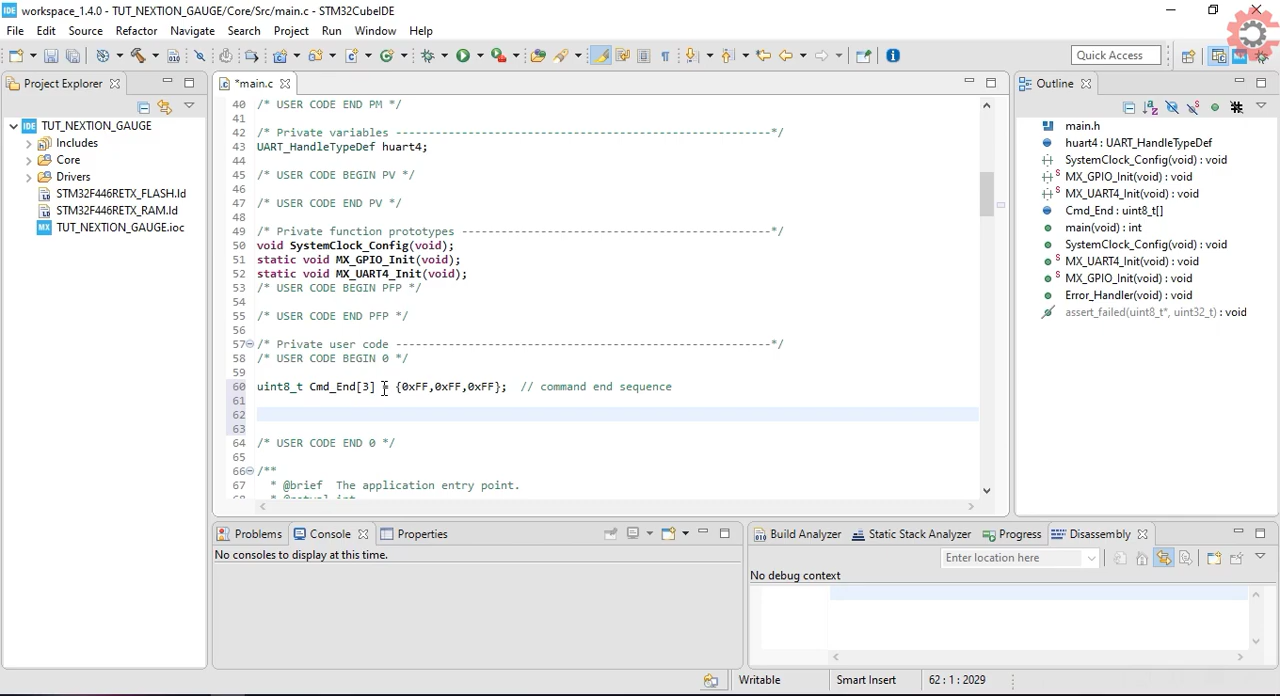 IDE workspace_1.4.0 - TUT_NEXTION_GAUGE/Core/Src/main.c - STM32CubeIDE
File Edit Source Refactor Navigate Search Project Run Window Help
Quick Access
Project Explorer
TUT_NEXTION_GAUGE
Includes
Core
Drivers
STM32F446RETX_FLASH.ld
STM32F446RETX_RAM.ld
TUT_NEXTION_GAUGE.ioc
*main.c
40 /* USER CODE END PM */
41
42 /* Private variables ---------------------------------------------------------*/
43 UART_HandleTypeDef huart4;
44
45 /* USER CODE BEGIN PV */
46
47 /* USER CODE END PV */
48
49 /* Private function prototypes -----------------------------------------------*/
50 void SystemClock_Config(void);
51 static void MX_GPIO_Init(void);
52 static void MX_UART4_Init(void);
53 /* USER CODE BEGIN PFP */
54
55 /* USER CODE END PFP */
56
57 /* Private user code ---------------------------------------------------------*/
58 /* USER CODE BEGIN 0 */
60 uint8_t Cmd_End[3] = {0xFF,0xFF,0xFF}; // command end sequence
61
62
63
64 /* USER CODE END 0 */
65
66 /**
67 * @brief The application entry point.
Outline
main.h
huart4 : UART_HandleTypeDef
SystemClock_Config(void) : void
MX_GPIO_Init(void) : void
MX_UART4_Init(void) : void
Cmd_End : uint8_t[]
main(void) : int
SystemClock_Config(void) : void
MX_UART4_Init(void) : void
MX_GPIO_Init(void) : void
Error_Handler(void) : void
assert_failed(uint8_t*, uint32_t) : void
Problems Console Properties
No consoles to display at this time.
Build Analyzer Static Stack Analyzer Progress Disassembly
Enter location here
No debug context
Writable Smart Insert 62 : 1 : 2029